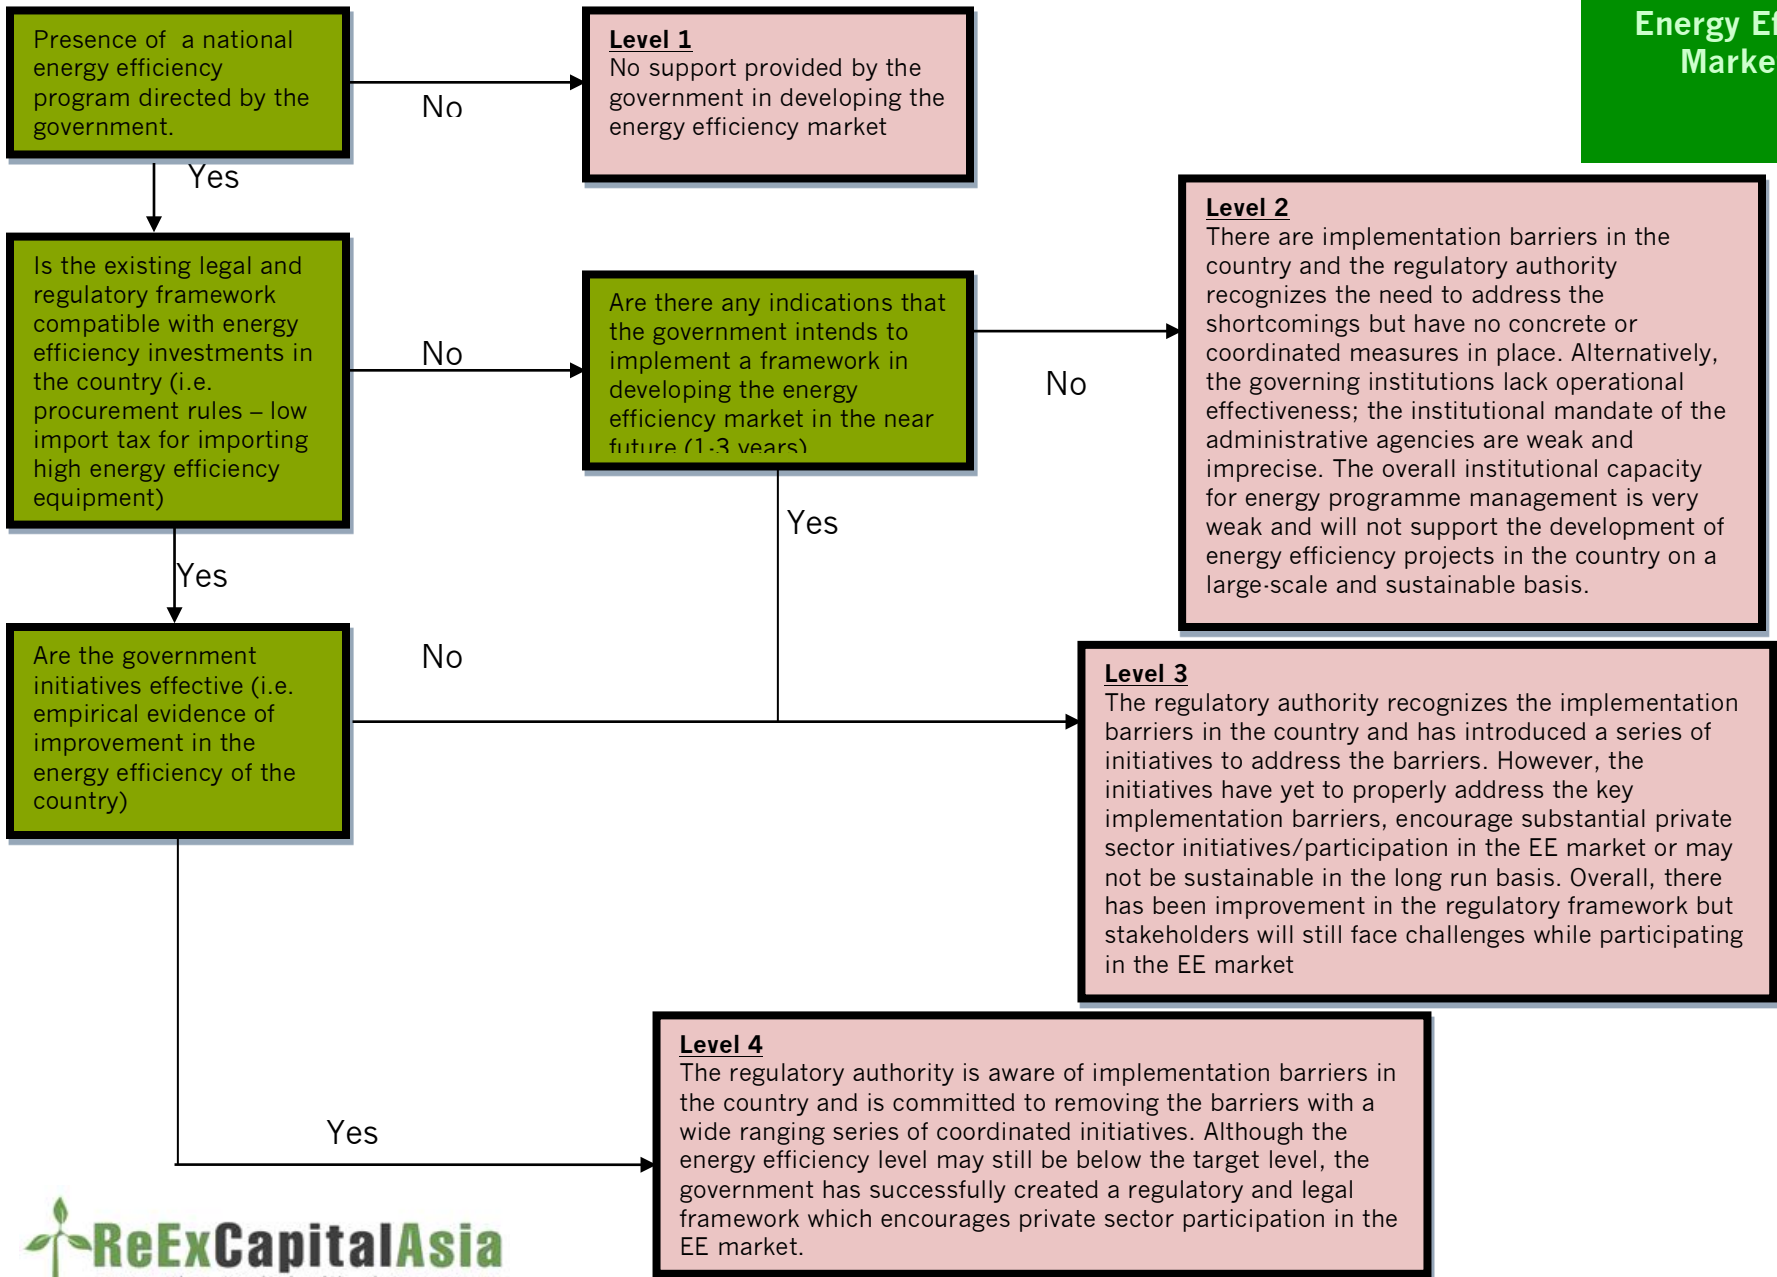 Presence of a national
energy efficiency
program directed by the
government.
No
Level 1
No support provided by the
government in developing the
energy efficiency market
Energy
Yes
Is the existing legal and
regulatory framework
compatible with energy
efficiency investments in
the country (i.e.
procurement rules – low
import tax for importing
high energy efficiency
equipment)
No
Are there any indications that
the government intends to
implement a framework in
developing the energy
efficiency market in the near
future (1-3 years)
No
Level 2
There are implementation barriers in the
country and the regulatory authority
recognizes the need to address the
shortcomings but have no concrete or
coordinated measures in place. Alternatively,
the governing institutions lack operational
effectiveness; the institutional mandate of the
administrative agencies are weak and
imprecise. The overall institutional capacity
for energy programme management is very
weak and will not support the development of
energy efficiency projects in the country on a
large-scale and sustainable basis.
Yes
Yes
Are the government
initiatives effective (i.e.
empirical evidence of
improvement in the
energy efficiency of the
country)
No
Level 3
The regulatory authority recognizes the implementation
barriers in the country and has introduced a series of
initiatives to address the barriers. However, the
initiatives have yet to properly address the key
implementation barriers, encourage substantial private
sector initiatives/participation in the EE market or may
not be sustainable in the long run basis. Overall, there
has been improvement in the regulatory framework but
stakeholders will still face challenges while participating
in the EE market
Yes
Level 4
The regulatory authority is aware of implementation barriers in
the country and is committed to removing the barriers with a
wide ranging series of coordinated initiatives. Although the
energy efficiency level may still be below the target level, the
government has successfully created a regulatory and legal
framework which encourages private sector participation in the
EE market.
ReExCapitalAsia